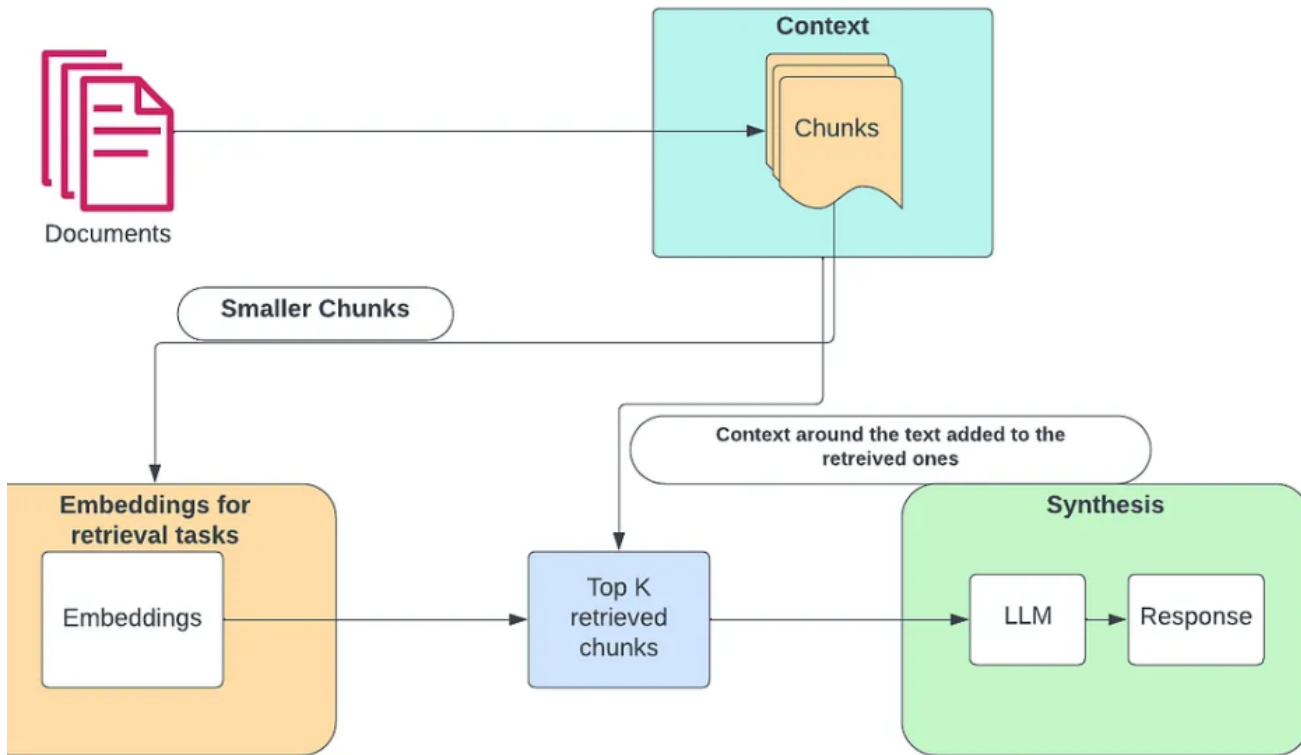 Context
Chunks
Documents
Smaller Chunks
Context around the text added to the
retreived ones
Embeddings for
retrieval tasks
Embeddings
Top K
retrieved
chunks
Synthesis
LLM
Response